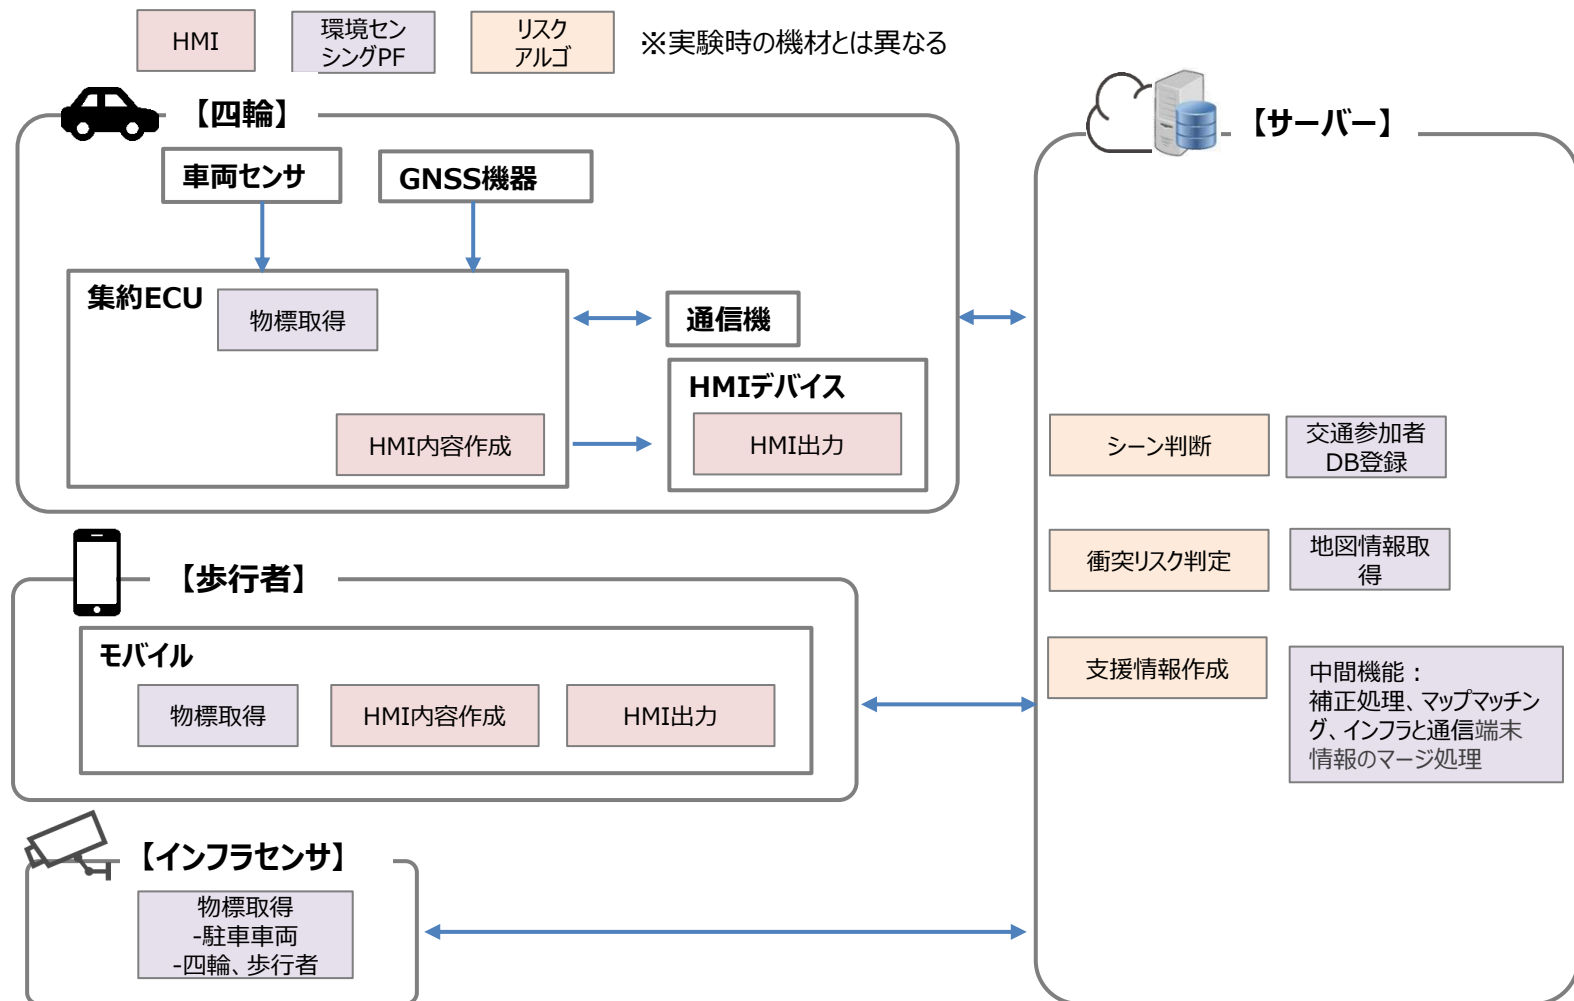 HMI
環境セン
シングPF
リスク
アルゴ
※実験時の機材とは異なる
【四輪】
車両センサ
GNSS機器
集約ECU
物標取得
通信機
HMIデバイス
HMI内容作成
HMI出力
【歩行者】
モバイル
物標取得
HMI内容作成
HMI出力
【インフラセンサ】
物標取得
-駐車車両
-四輪、歩行者
【サーバー】
シーン判断
交通参加者
DB登録
衝突リスク判定
地図情報取
得
支援情報作成
中間機能：
補正処理、マップマッチン
グ、インフラと通信端末
情報のマージ処理